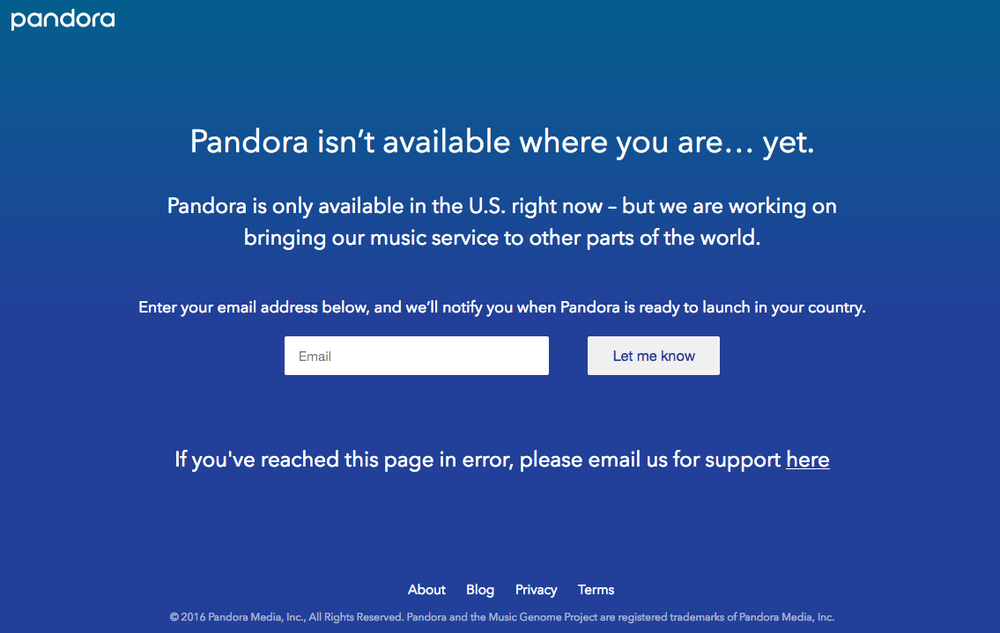 pandora
Pandora isn’t available where you are… yet.
Pandora is only available in the U.S. right now – but we are working on
bringing our music service to other parts of the world.
Enter your email address below, and we’ll notify you when Pandora is ready to launch in your country.
Email
Let me know
If you've reached this page in error, please email us for support here
About Blog Privacy Terms
© 2016 Pandora Media, Inc., All Rights Reserved. Pandora and the Music Genome Project are registered trademarks of Pandora Media, Inc.